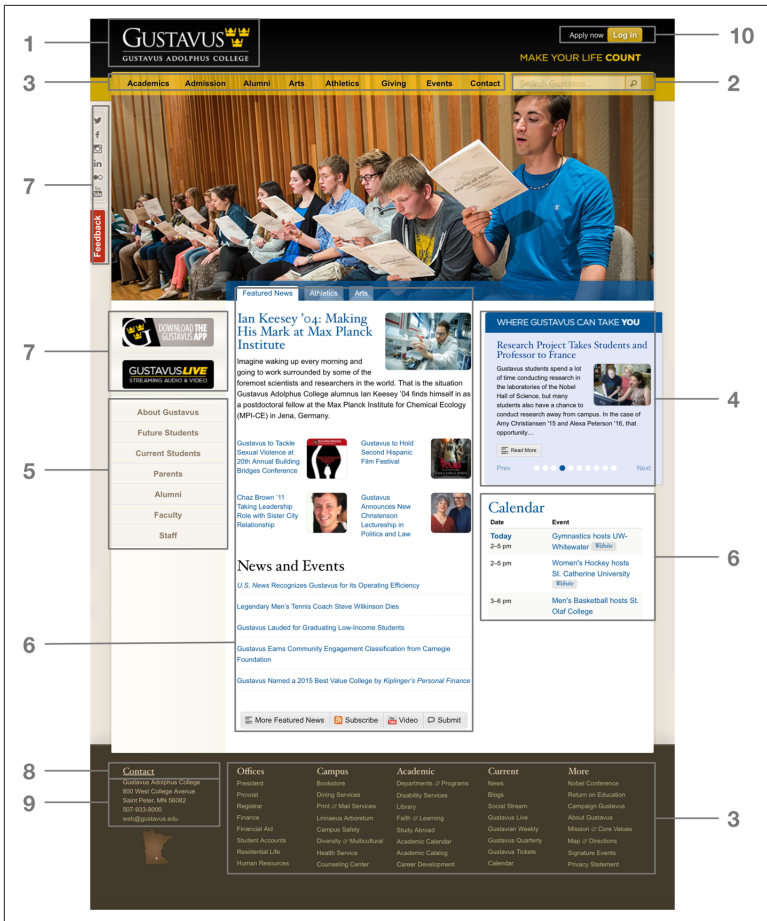 1
GUSTAVUS
GUSTAVUS ADOLPHUS COLLEGE
Apply now Log in
10
MAKE YOUR LIFE COUNT
3
Academics Admission Alumni Arts Athletics Giving Events Contact
Search Gustavus...
2
7
Feedback
Featured News Athletics Arts
DOWNLOAD THE
GUSTAVUS APP
7
GUSTAVUS LIVE
STREAMING AUDIO & VIDEO
5
About Gustavus
Future Students
Current Students
Parents
Alumni
Faculty
Staff
Ian Keesey ’04: Making
His Mark at Max Planck
Institute
Imagine waking up every morning and
going to work surrounded by some of the
foremost scientists and researchers in the world. That is the situation
Gustavus Adolphus College alumnus Ian Keesey '04 finds himself in as
a postdoctoral fellow at the Max Planck Institute for Chemical Ecology
(MPI-CE) in Jena, Germany.
Gustavus to Tackle
Sexual Violence at
20th Annual Building
Bridges Conference
Gustavus to Hold
Second Hispanic
Film Festival
Chaz Brown '11
Taking Leadership
Role with Sister City
Relationship
Gustavus
Announces New
Christenson
Lectureship in
Politics and Law
News and Events
U.S. News Recognizes Gustavus for its Operating Efficiency
Legendary Men's Tennis Coach Steve Wilkinson Dies
Gustavus Lauded for Graduating Low-Income Students
6
Gustavus Earns Community Engagement Classification from Carnegie
Foundation
Gustavus Named a 2015 Best Value College by Kiplinger's Personal Finance
More Featured News Subscribe Video Submit
WHERE GUSTAVUS CAN TAKE YOU
Research Project Takes Students and
Professor to France
Gustavus students spend a lot
of time conducting research in
the laboratories of the Nobel
Hall of Science, but many
students also have a chance to
conduct research away from campus. In the case of
Amy Christiansen '15 and Alexa Peterson '16, that
opportunity…
Read More
Prev Next
4
Calendar
Date Event
Today
2–5 pm
Gymnastics hosts UW-
Whitewater Website
2–5 pm
Women's Hockey hosts
St. Catherine University
Website
3–6 pm
Men's Basketball hosts St.
Olaf College
6
8
Contact
9
Gustavus Adolphus College
800 West College Avenue
Saint Peter, MN 56082
507-933-8000
web@gustavus.edu
Offices
President
Provost
Registrar
Finance
Financial Aid
Student Accounts
Residential Life
Human Resources
Campus
Bookstore
Dining Services
Print & Mail Services
Linnaeus Arboretum
Campus Safety
Diversity & Multicultural
Health Service
Counseling Center
Academic
Departments & Programs
Disability Services
Library
Faith & Learning
Study Abroad
Academic Calendar
Academic Catalog
Career Development
Current
News
Blogs
Social Stream
Gustavus Live
Gustavian Weekly
Gustavus Quarterly
Gustavus Tickets
Calendar
More
Nobel Conference
Return on Education
Campaign Gustavus
About Gustavus
Mission & Core Values
Map & Directions
Signature Events
Privacy Statement
3